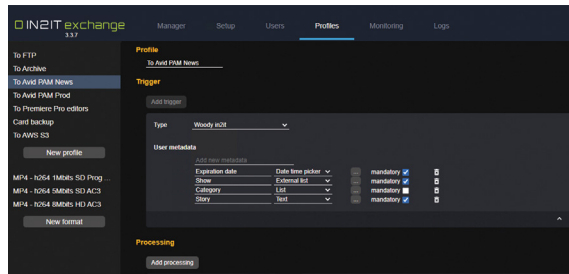 IN2IT exchange
3.3.7
Manager Setup Users Profiles Monitoring Logs
To FTP
To Archive
To Avid PAM News
To Avid PAM Prod
To Premiere Pro editors
Card backup
To AWS S3
New profile
MP4 - h264 1Mbits SD Prog ...
MP4 - h264 5Mbits SD AC3
MP4 - h264 8Mbits HD AC3
New format
Profile
To Avid PAM News
Trigger
Add trigger
Type Woody in2it
User metadata
Add new metadata
Expiration date Date time picker ... mandatory
Show External list ... mandatory
Category List ... mandatory
Story Text ... mandatory
Processing
Add processing